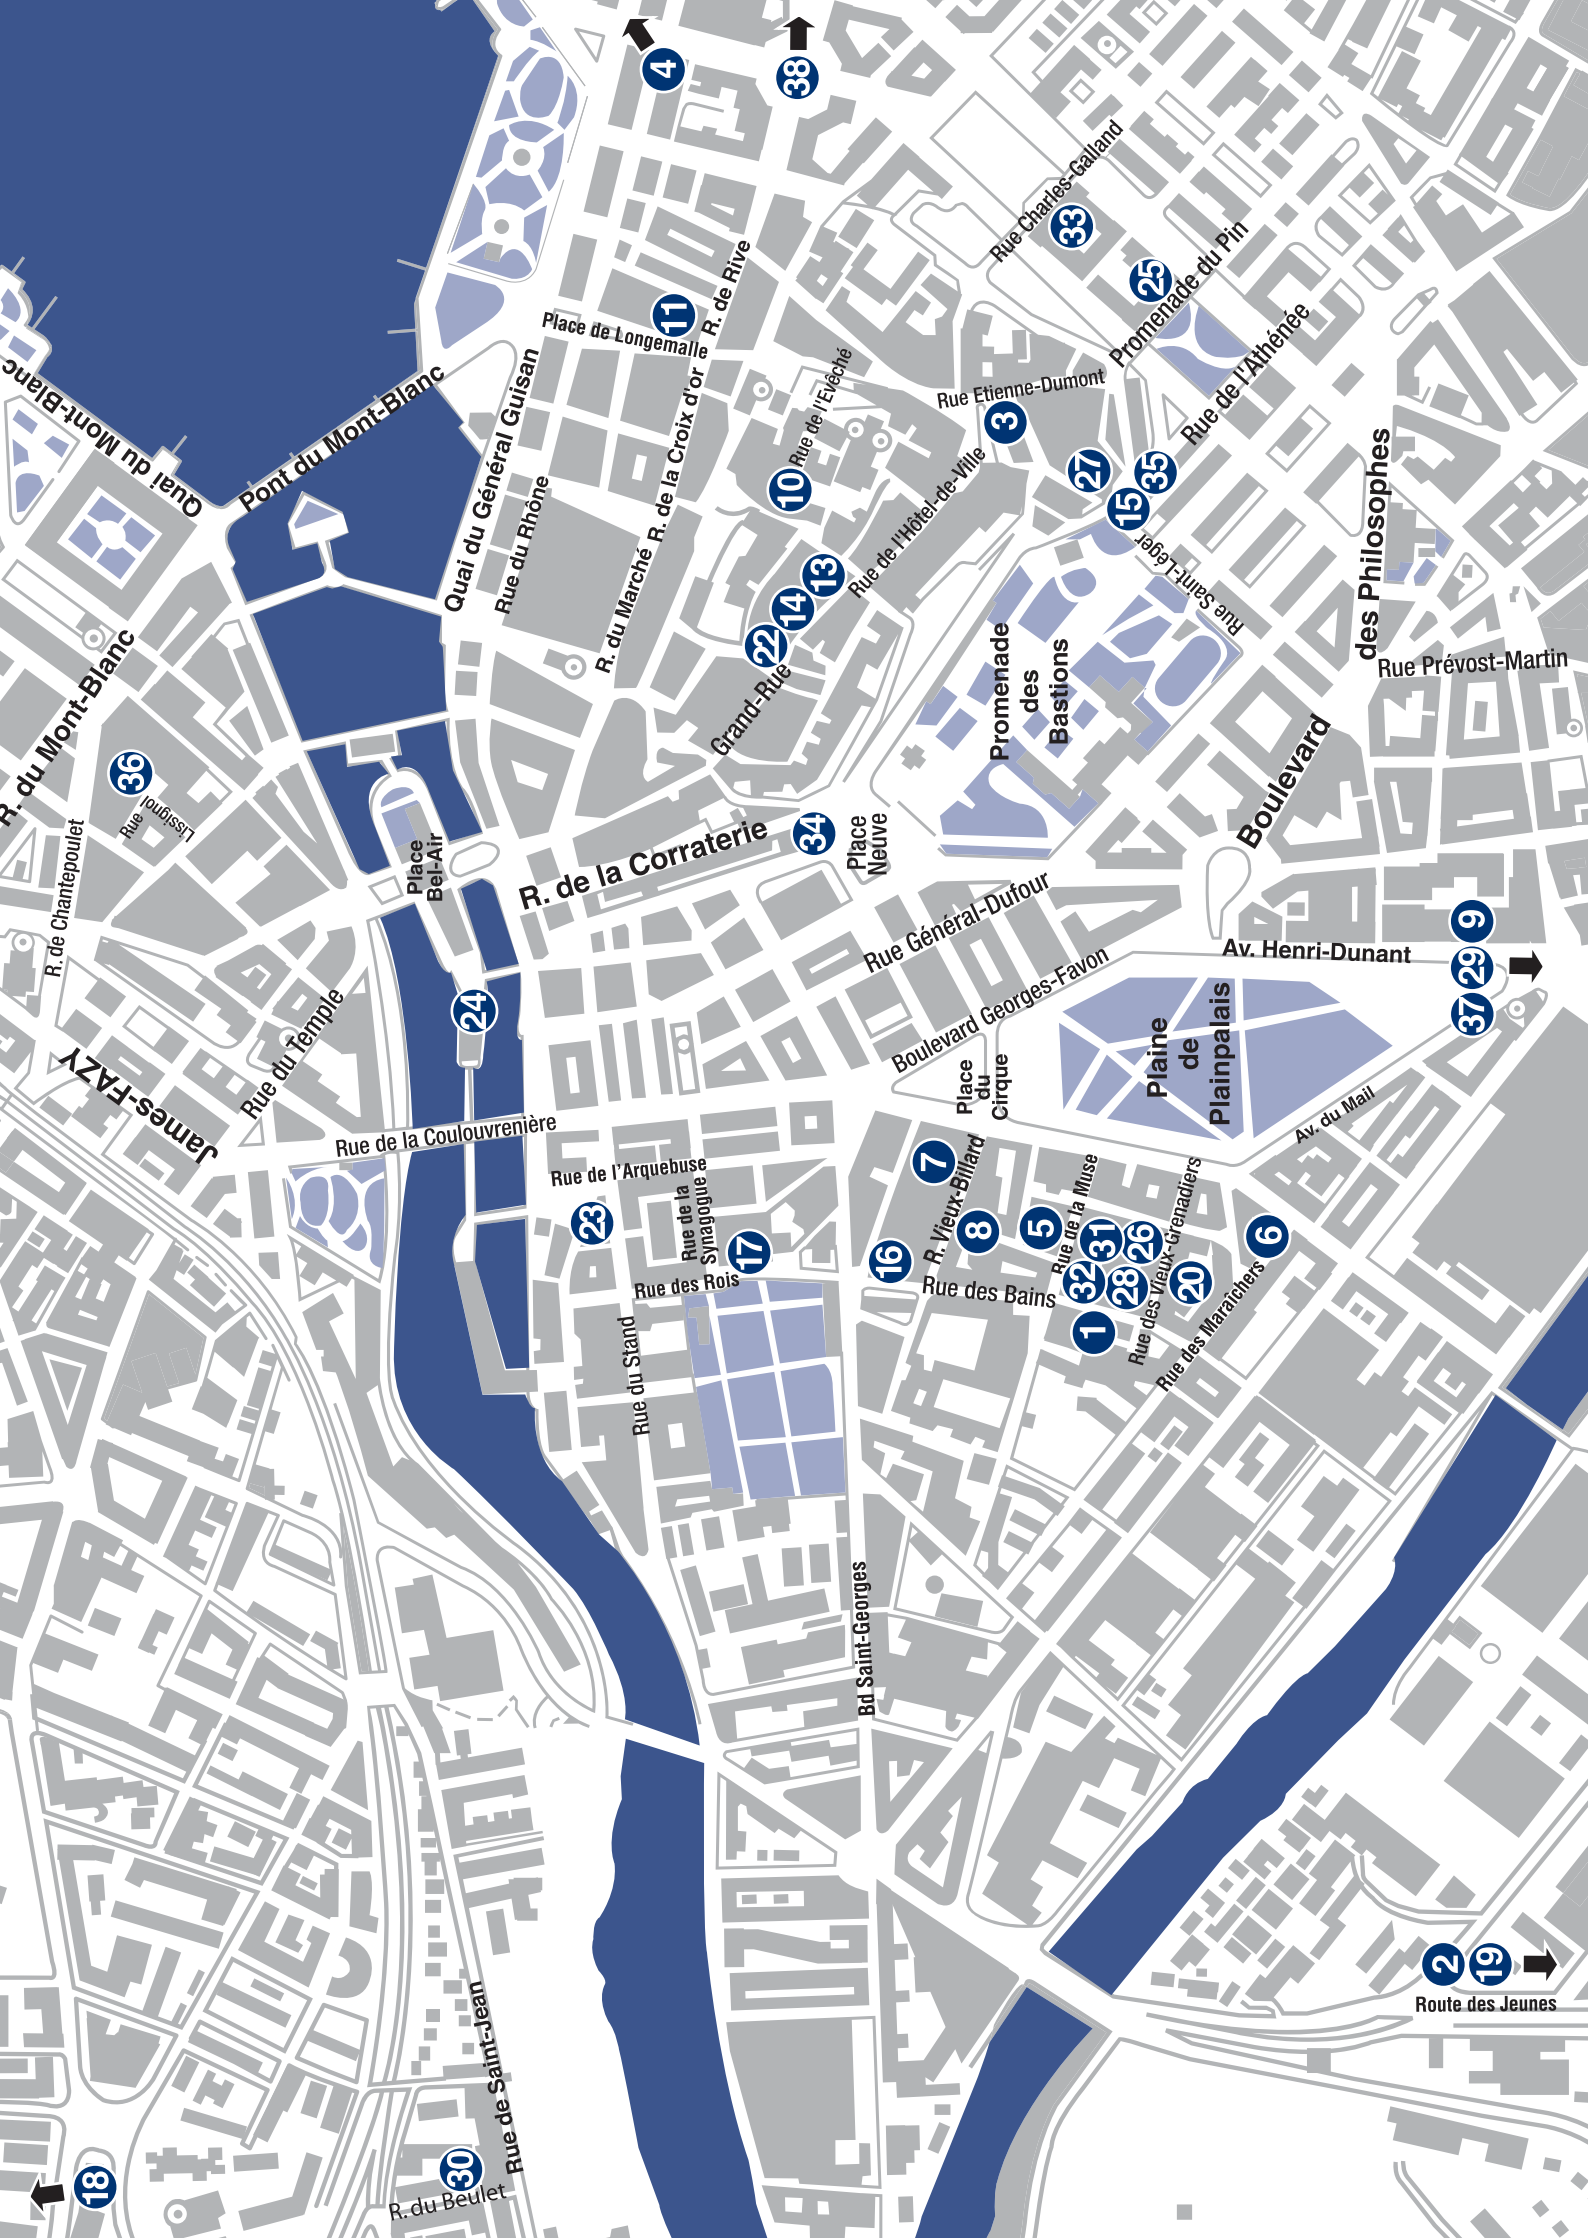 4
38
Rue Charles-Galland
33
25
Promenade du Pin
Rue de l'Athénée
Quai du Mont-Blanc
Pont du Mont-Blanc
Quai du Général Guisan
Rue du Rhône
Place de Longemalle
11
R. de Rive
R. de la Croix d'or
R. du Marché
Rue de l'Evêché
10
Rue Etienne-Dumont
3
27
35
15
Rue Saint-Léger
Rue de l'Hôtel-de-Ville
13
14
22
Grand-Rue
Promenade
des
Bastions
Boulevard
des Philosophes
Rue Prévost-Martin
R. du Mont-Blanc
36
Rue
Lissignol
R. de Chantepoulet
Place
Bel-Air
R. de la Corraterie
34
Place
Neuve
Rue Général-Dufour
Boulevard Georges-Favon
Av. Henri-Dunant
9
29
37
Plaine
de
Plainpalais
Place
du
Cirque
Av. du Mail
24
Rue du Temple
James-FAZY
Rue de la Coulouvrenière
Rue de l'Arquebuse
23
Rue de la
Synagogue
17
Rue des Rois
Rue du Stand
7
R. Vieux-Billard
8
5
Rue de la Muse
16
Rue des Bains
31
26
32
28
20
1
6
Rue des Vieux-Grenadiers
Rue des Maraîchers
Bd Saint-Georges
2
19
Route des Jeunes
Rue de Saint-Jean
30
R. du Beulet
18